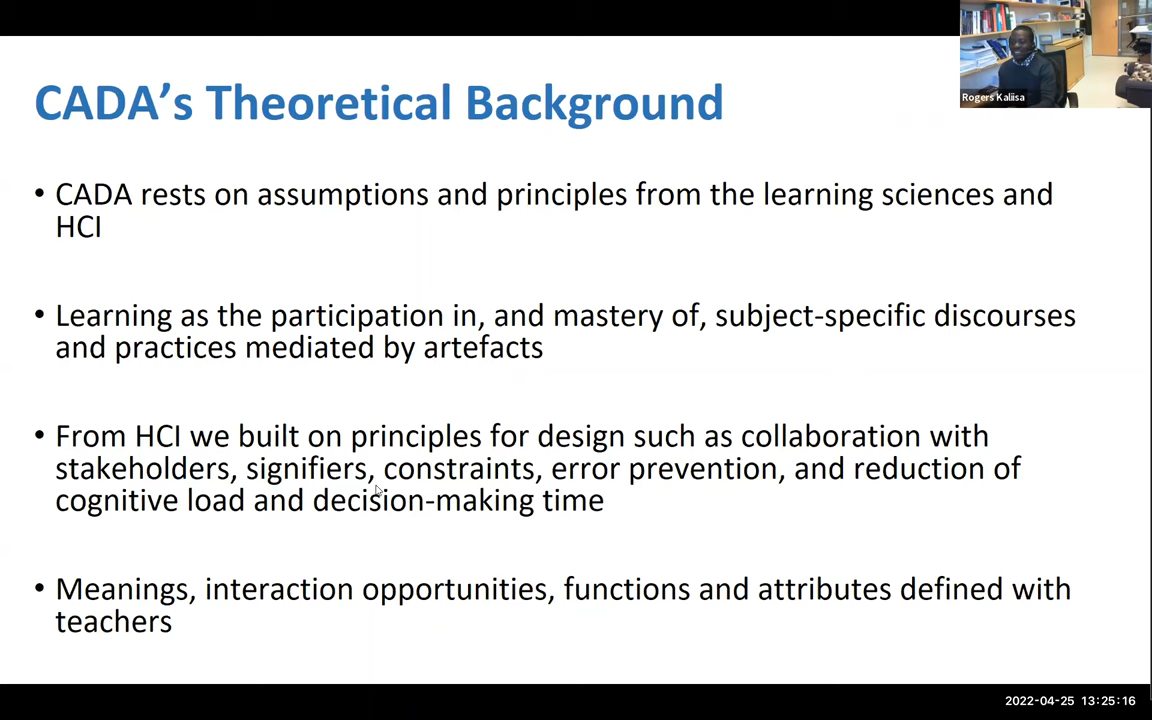 Rogers Kaliisa
CADA’s Theoretical Background
• CADA rests on assumptions and principles from the learning sciences and
HCI
• Learning as the participation in, and mastery of, subject-specific discourses
and practices mediated by artefacts
• From HCI we built on principles for design such as collaboration with
stakeholders, signifiers, constraints, error prevention, and reduction of
cognitive load and decision-making time
• Meanings, interaction opportunities, functions and attributes defined with
teachers
2022-04-25 13:25:16